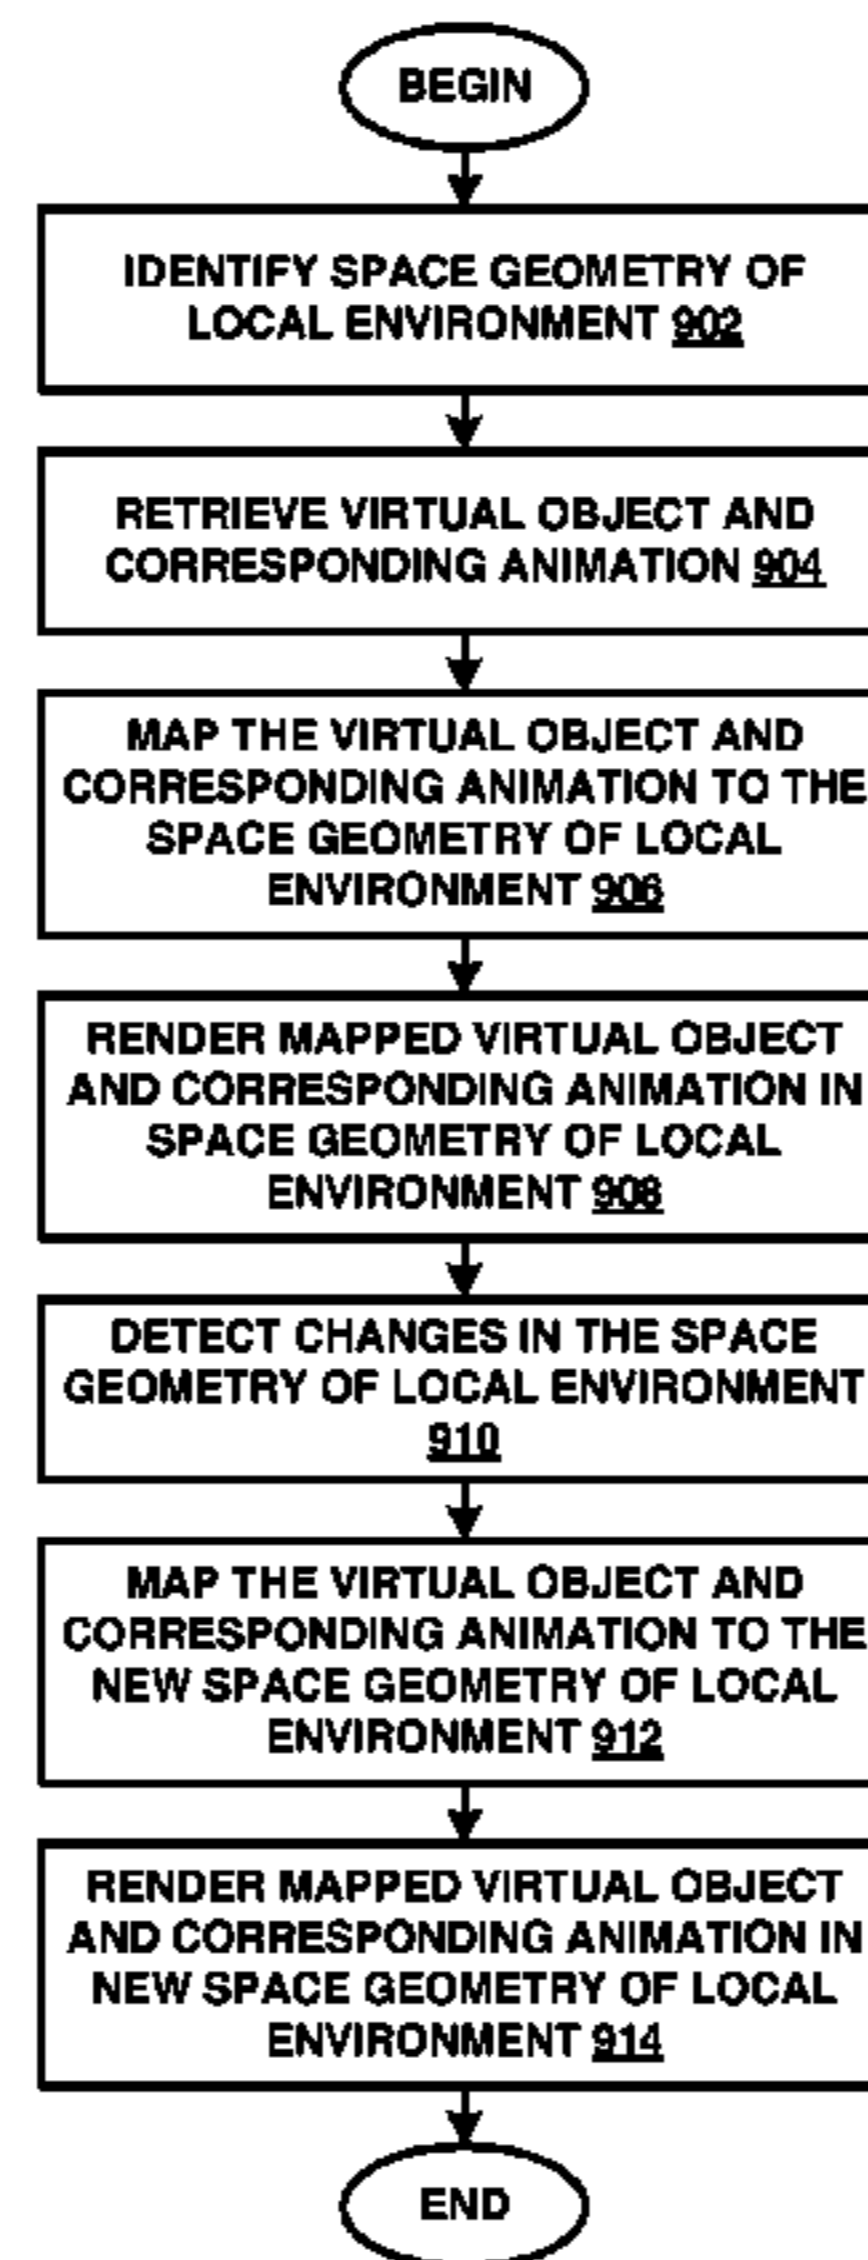 BEGIN
IDENTIFY SPACE GEOMETRY OF
LOCAL ENVIRONMENT 902
RETRIEVE VIRTUAL OBJECT AND
CORRESPONDING ANIMATION 904
MAP THE VIRTUAL OBJECT AND
CORRESPONDING ANIMATION TO THE
SPACE GEOMETRY OF LOCAL
ENVIRONMENT 906
RENDER MAPPED VIRTUAL OBJECT
AND CORRESPONDING ANIMATION IN
SPACE GEOMETRY OF LOCAL
ENVIRONMENT 908
DETECT CHANGES IN THE SPACE
GEOMETRY OF LOCAL ENVIRONMENT
910
MAP THE VIRTUAL OBJECT AND
CORRESPONDING ANIMATION TO THE
NEW SPACE GEOMETRY OF LOCAL
ENVIRONMENT 912
RENDER MAPPED VIRTUAL OBJECT
AND CORRESPONDING ANIMATION IN
NEW SPACE GEOMETRY OF LOCAL
ENVIRONMENT 914
END